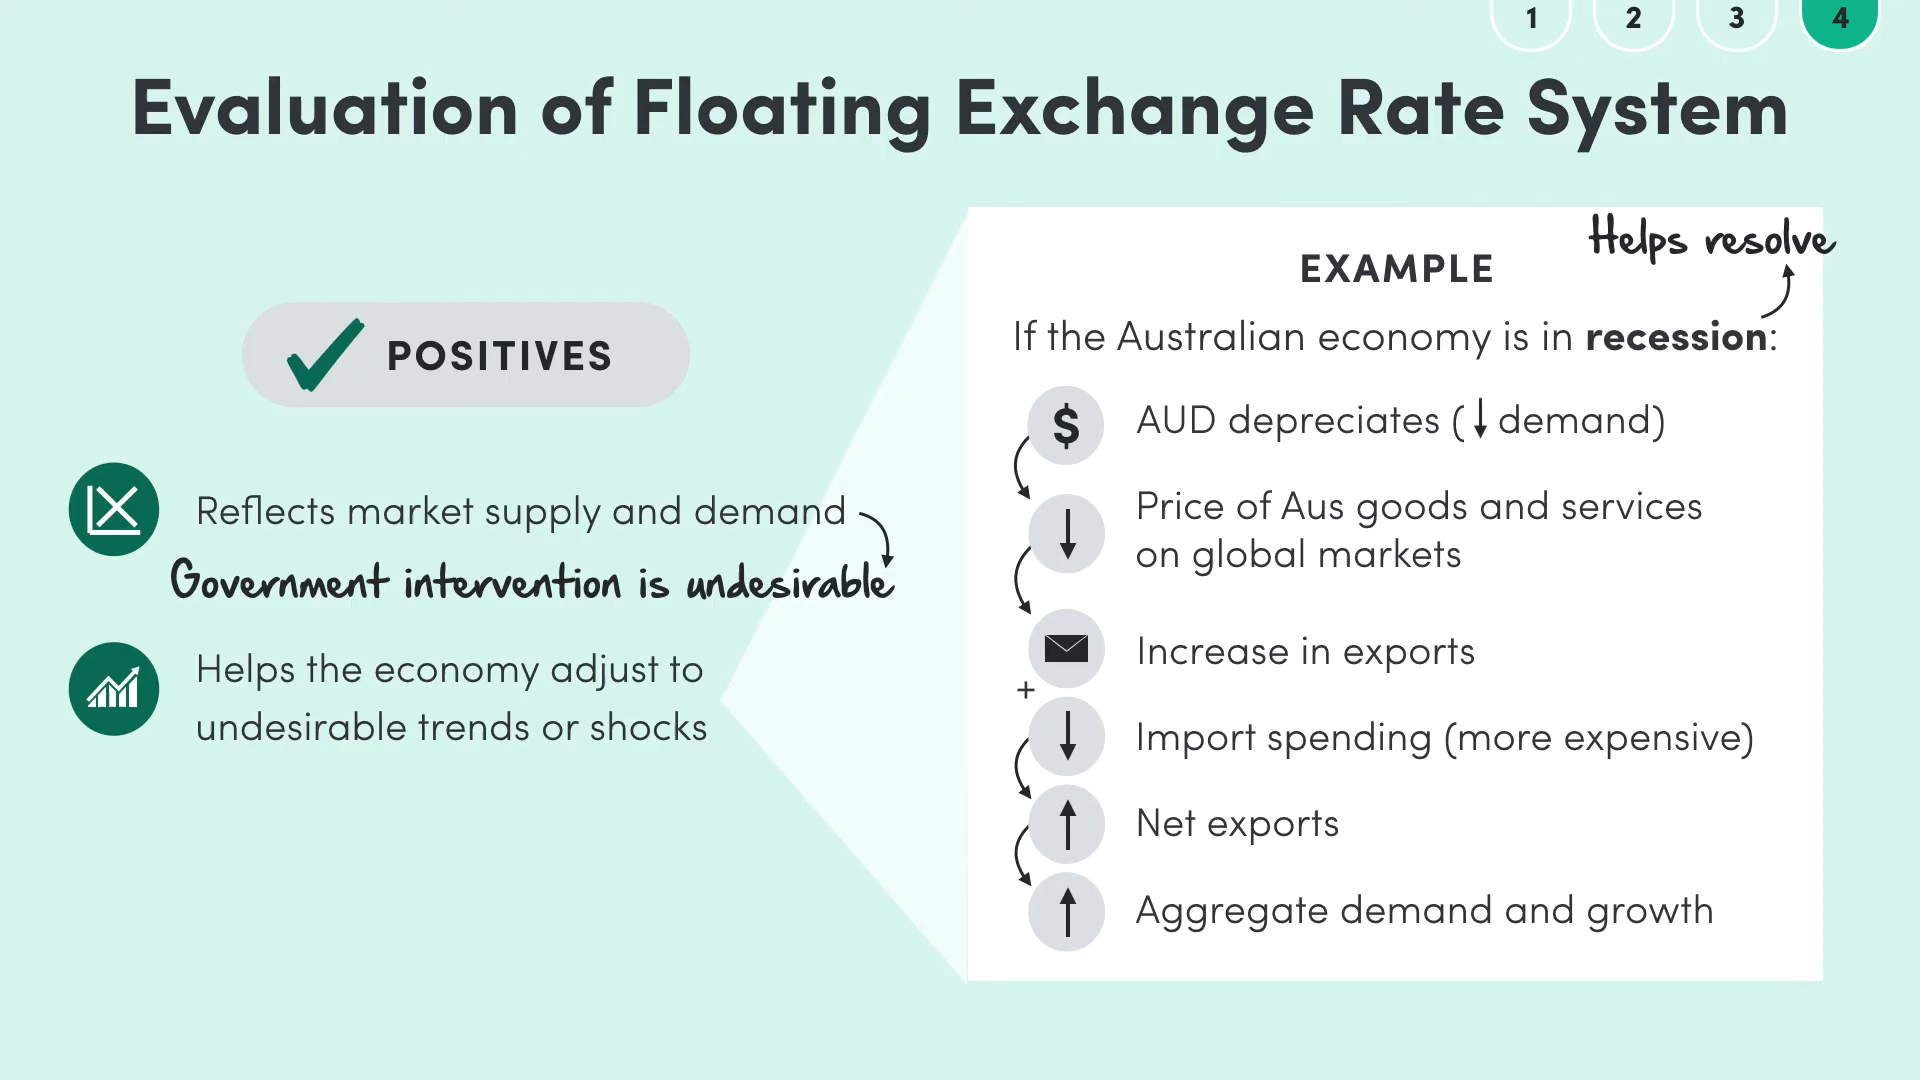 1 2 3 4
Evaluation of Floating Exchange Rate System
POSITIVES
Reflects market supply and demand
Government intervention is undesirable
Helps the economy adjust to
undesirable trends or shocks
Helps resolve
EXAMPLE
If the Australian economy is in recession:
$ AUD depreciates (↓ demand)
↓ Price of Aus goods and services
on global markets
Increase in exports
+
↓ Import spending (more expensive)
↑ Net exports
↑ Aggregate demand and growth